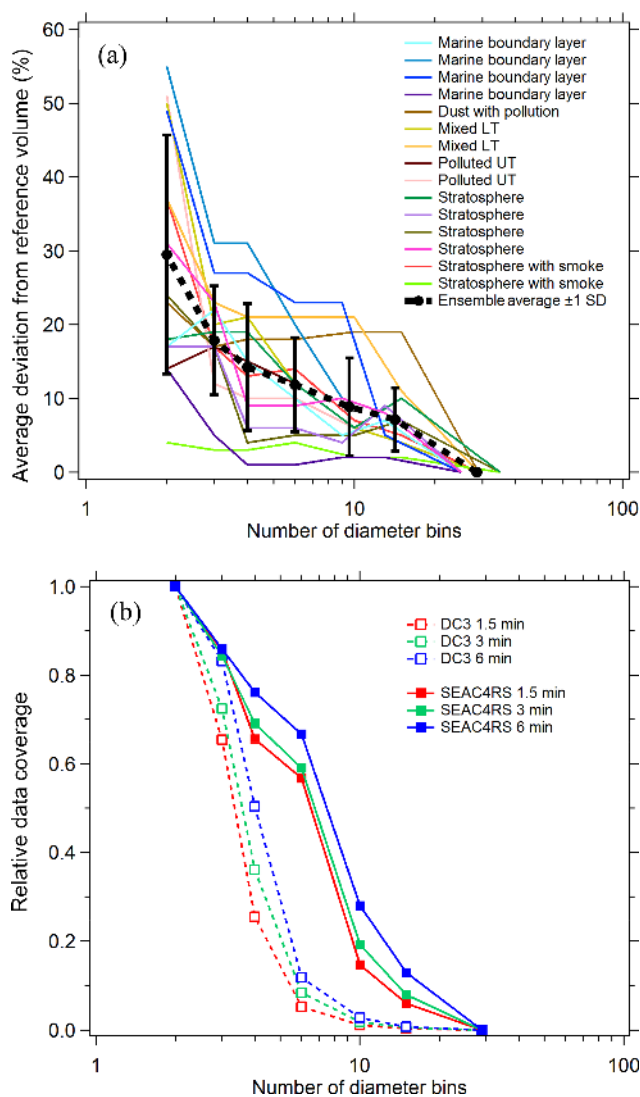 (a)
60
50
40
30
20
10
0
Average deviation from reference volume (%)
Marine boundary layer
Marine boundary layer
Marine boundary layer
Marine boundary layer
Dust with pollution
Mixed LT
Mixed LT
Polluted UT
Polluted UT
Stratosphere
Stratosphere
Stratosphere
Stratosphere
Stratosphere with smoke
Stratosphere with smoke
Ensemble average ±1 SD
1
10
100
Number of diameter bins
(b)
1.0
0.8
0.6
0.4
0.2
0.0
Relative data coverage
DC3 1.5 min
DC3 3 min
DC3 6 min
SEAC4RS 1.5 min
SEAC4RS 3 min
SEAC4RS 6 min
1
10
100
Number of diameter bins